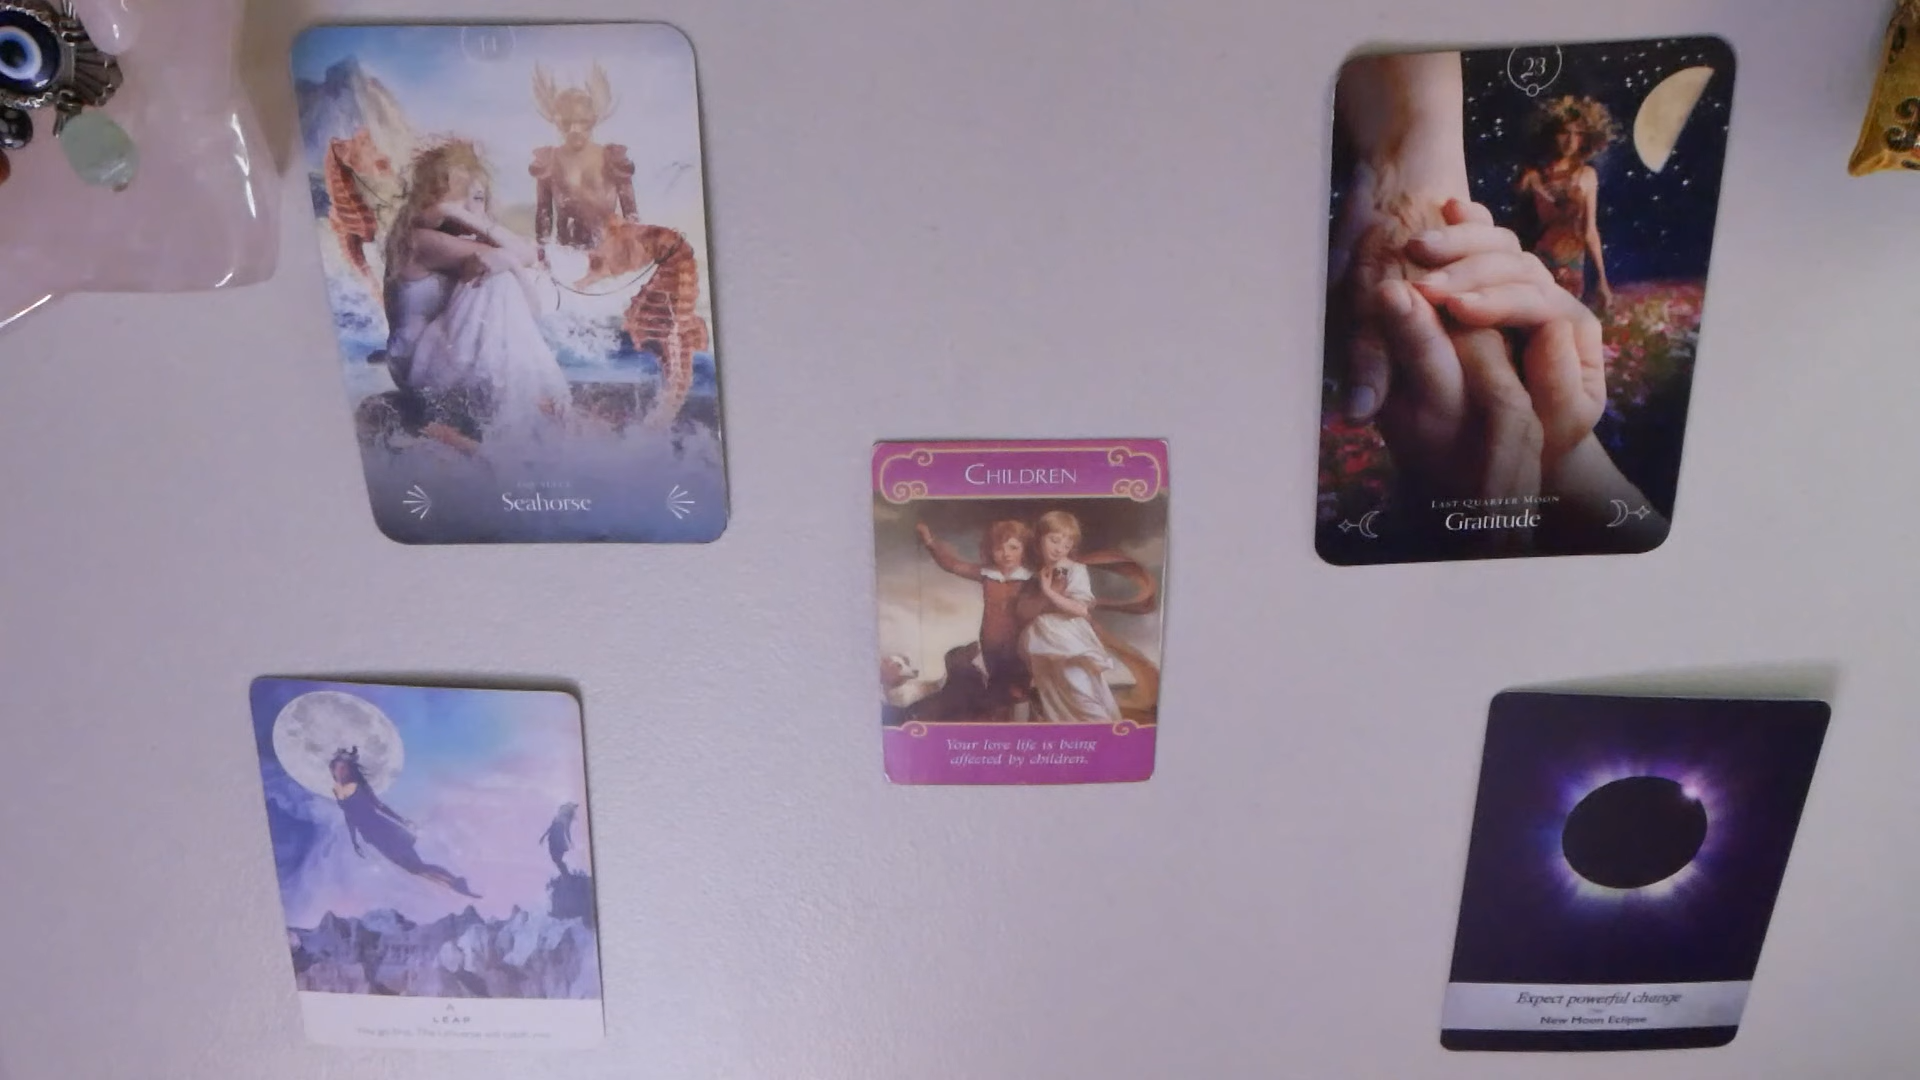 Seahorse
23
LAST QUARTER MOON
Gratitude
CHILDREN
Your love life is being
affected by children.
A
LEAP
Expect powerful change
New Moon Eclipse